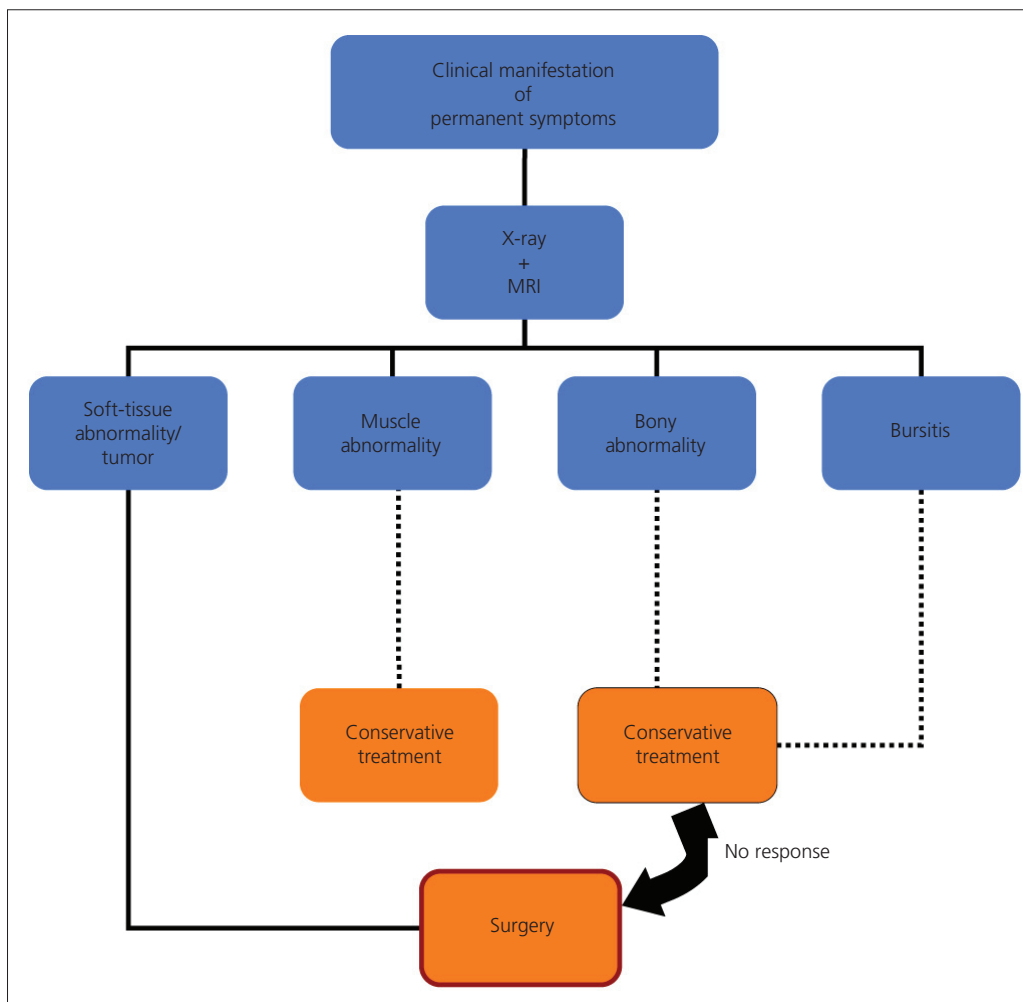 Clinical manifestation
of
permanent symptoms
X-ray
+
MRI
Soft-tissue
abnormality/
tumor
Muscle
abnormality
Bony
abnormality
Bursitis
Conservative
treatment
Conservative
treatment
No response
Surgery